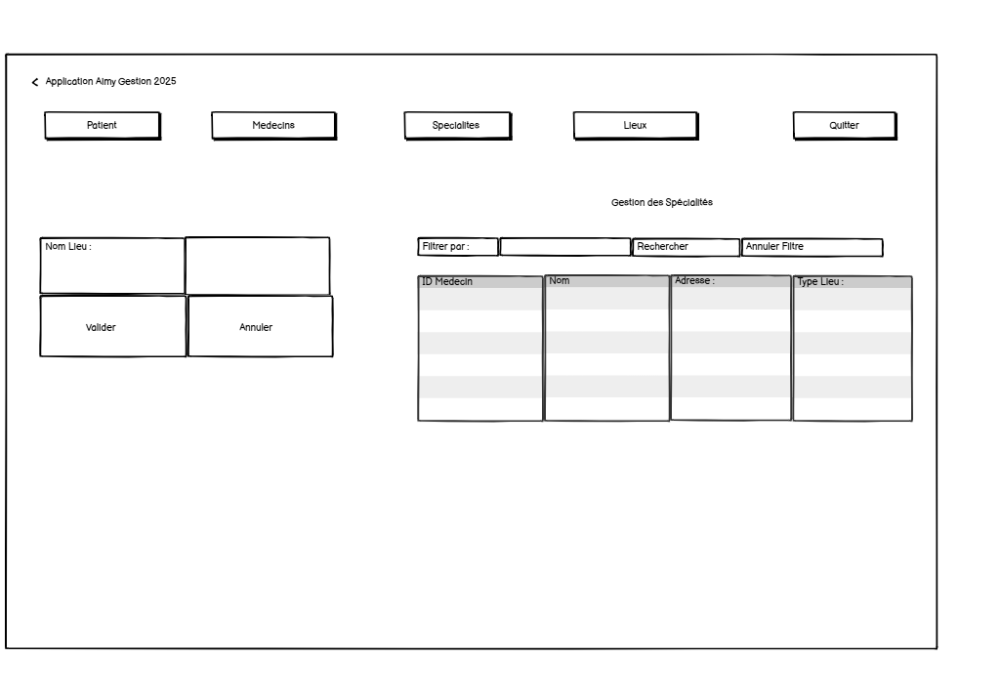 < Application Aimy Gestion 2025
Patient Medecins Specialites Lieux Quitter
Gestion des Spécialités
Nom Lieu :
Filtrer par : Rechercher Annuler Filtre
ID Medecin Nom Adresse : Type Lieu :
Valider Annuler